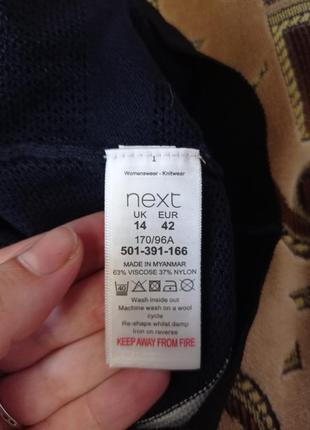 Womenswear - Knitwear
next
UK EUR
14 42
170/96A
501-391-166
MADE IN MYANMAR
63% VISCOSE 37% NYLON
40
Wash inside out
Machine wash on a wool
cycle
Re-shape whilst damp
Iron on reverse
KEEP AWAY FROM FIRE